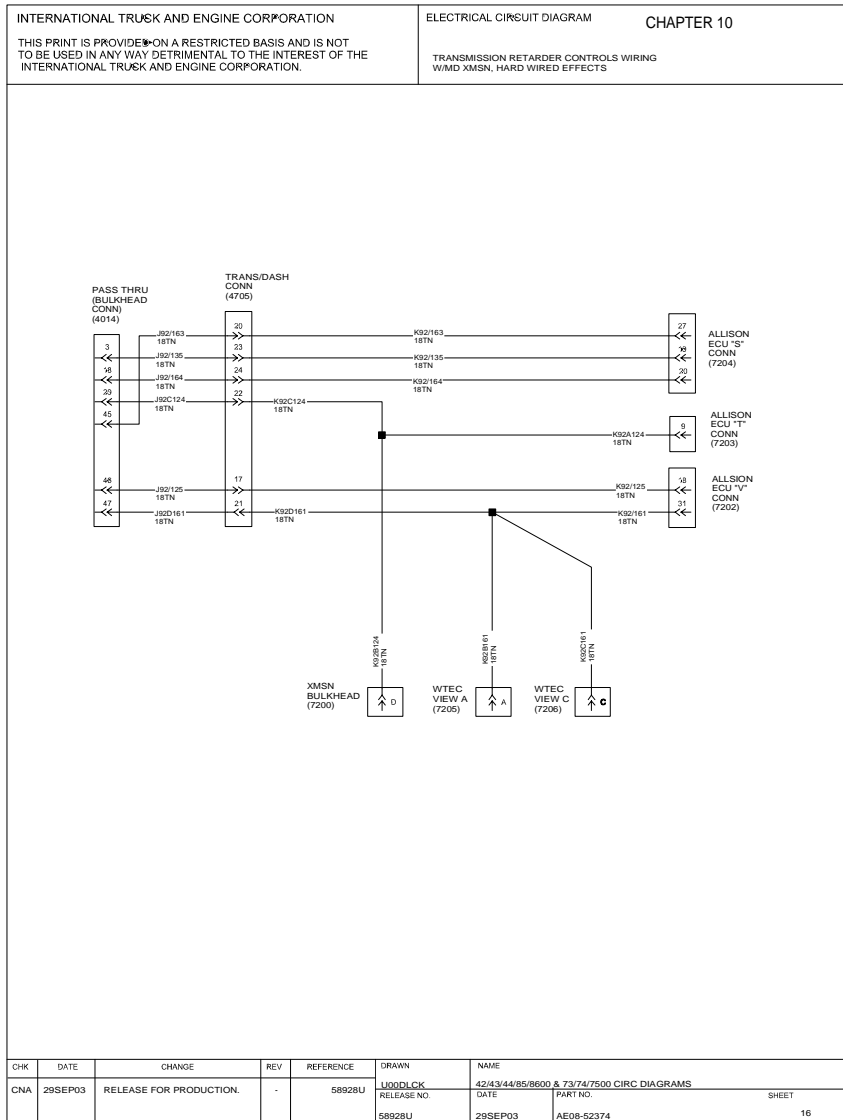 INTERNATIONAL TRUCK AND ENGINE CORPORATION
THIS PRINT IS PROVIDED ON A RESTRICTED BASIS AND IS NOT
TO BE USED IN ANY WAY DETRIMENTAL TO THE INTEREST OF THE
INTERNATIONAL TRUCK AND ENGINE CORPORATION.
ELECTRICAL CIRCUIT DIAGRAM
CHAPTER 10
TRANSMISSION RETARDER CONTROLS WIRING
W/MD XMSN, HARD WIRED EFFECTS
PASS THRU
(BULKHEAD
CONN)
(4014)
TRANS/DASH
CONN
(4705)
3
18
29
45
46
47
J92/163
18TN
J92/135
18TN
J92/164
18TN
J92C124
18TN
J92/125
18TN
J92D161
18TN
20
23
24
22
17
21
K92C124
18TN
K92D161
18TN
K92/163
18TN
K92/135
18TN
K92/164
18TN
K92A124
18TN
K92/125
18TN
K92/161
18TN
27
19
20
ALLISON
ECU "S"
CONN
(7204)
9
ALLISON
ECU "T"
CONN
(7203)
18
31
ALLSION
ECU "V"
CONN
(7202)
K92B124
18TN
K92B161
18TN
K92C161
18TN
XMSN
BULKHEAD
(7200)
D
WTEC
VIEW A
(7205)
A
WTEC
VIEW C
(7206)
C
CHK DATE CHANGE REV REFERENCE DRAWN NAME
CNA 29SEP03 RELEASE FOR PRODUCTION. - 58928U
U00DLCK 42/43/44/85/8600 & 73/74/7500 CIRC DIAGRAMS
RELEASE NO. DATE PART NO. SHEET
58928U 29SEP03 AE08-52374 16